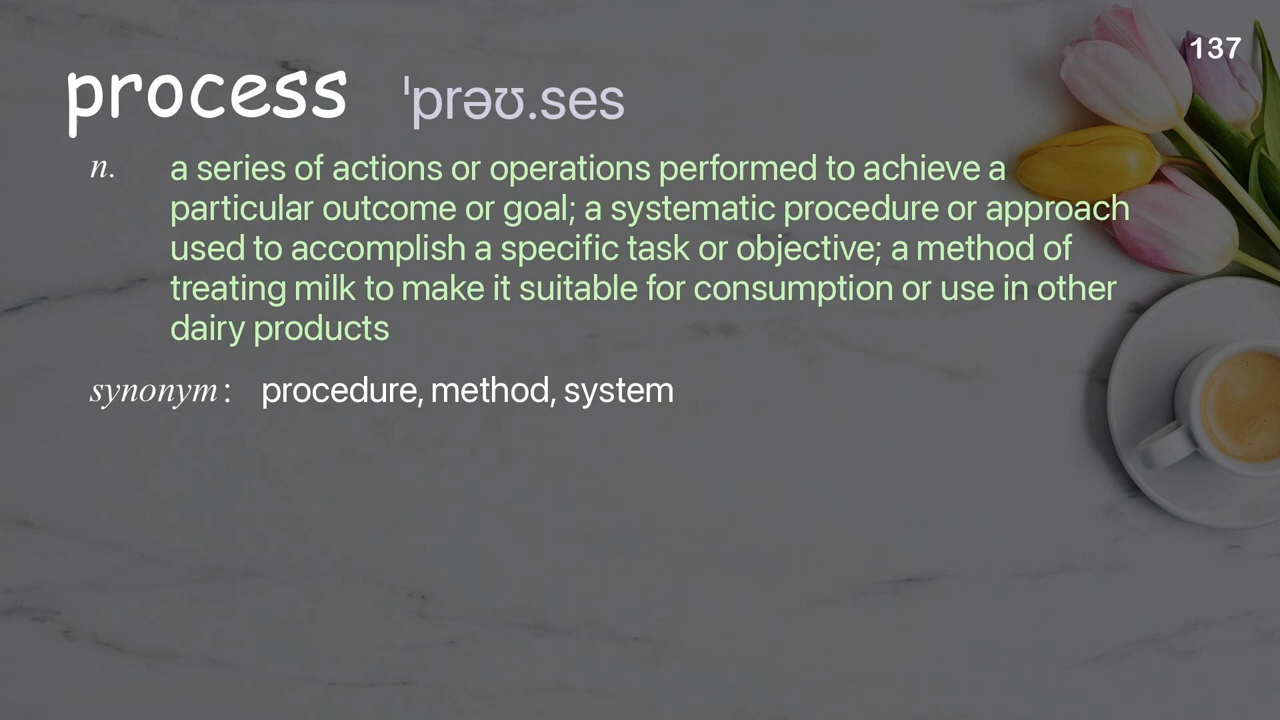 137
process ˈprəʊ.ses
n. a series of actions or operations performed to achieve a
particular outcome or goal; a systematic procedure or approach
used to accomplish a specific task or objective; a method of
treating milk to make it suitable for consumption or use in other
dairy products
synonym: procedure, method, system